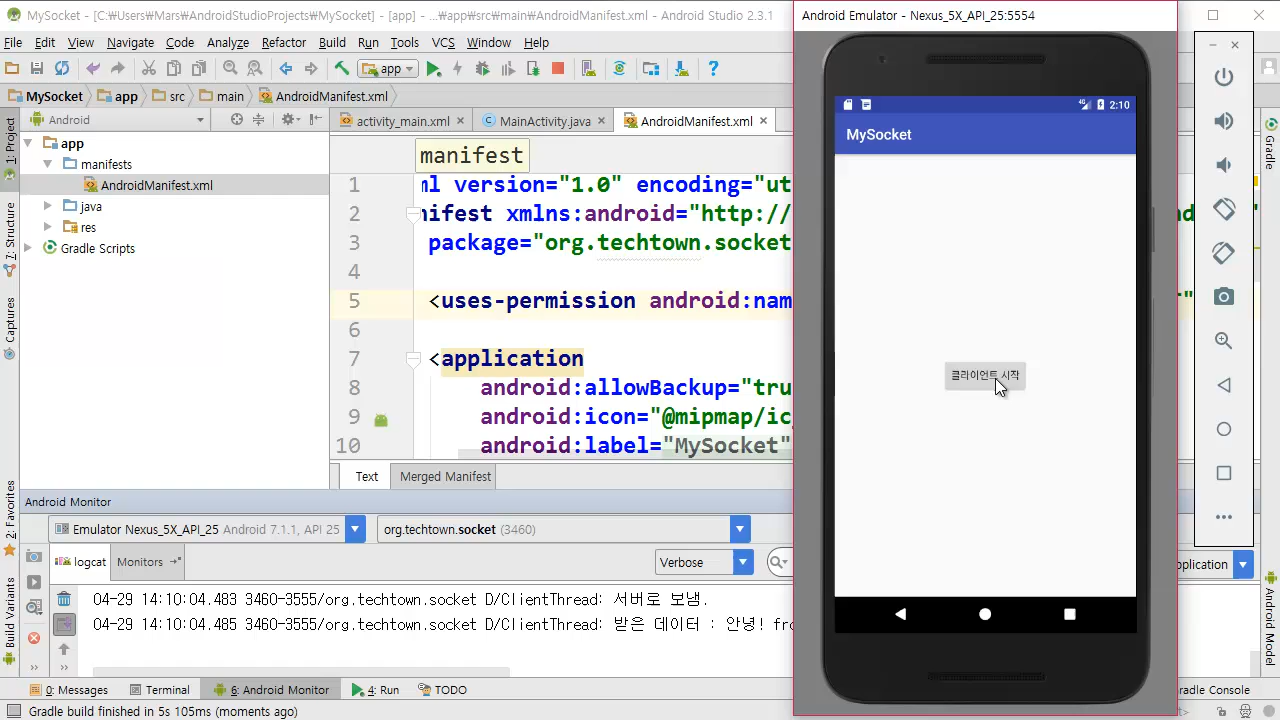 MySocket - [C:₩Users₩Mars₩AndroidStudioProjects₩MySocket] - [app] - ...₩app₩src₩main₩AndroidManifest.xml - Android Studio 2.3.1
File Edit View Navigate Code Analyze Refactor Build Run Tools VCS Window Help
app
MySocket app src main AndroidManifest.xml
Android
activity_main.xml MainActivity.java AndroidManifest.xml
app
manifests
AndroidManifest.xml
java
res
Gradle Scripts
1: Project
7: Structure
Captures
2: Favorites
Build Variants
manifest
1 ml version="1.0" encoding="ut
2 nifest xmlns:android="http://
3 package="org.techtown.socket
4
5 <uses-permission android:nam
6
7 <application
8 android:allowBackup="tru
9 android:icon="@mipmap/ic
10 android:label="MySocket"
Text Merged Manifest
Android Monitor
Emulator Nexus_5X_API_25 Android 7.1.1, API 25
org.techtown.socket (3460)
logcat Monitors
Verbose
04-29 14:10:04.483 3460-3555/org.techtown.socket D/ClientThread: 서버로 보냄.
04-29 14:10:04.485 3460-3555/org.techtown.socket D/ClientThread: 받은 데이터 : 안녕! fro
0: Messages Terminal 4: Run TODO
Gradle build finished in 2s 105ms (moments ago)
Android Emulator - Nexus_5X_API_25:5554
4G 2:10
MySocket
클라이언트 시작
Gradle
Android Model
pplication
radle Console